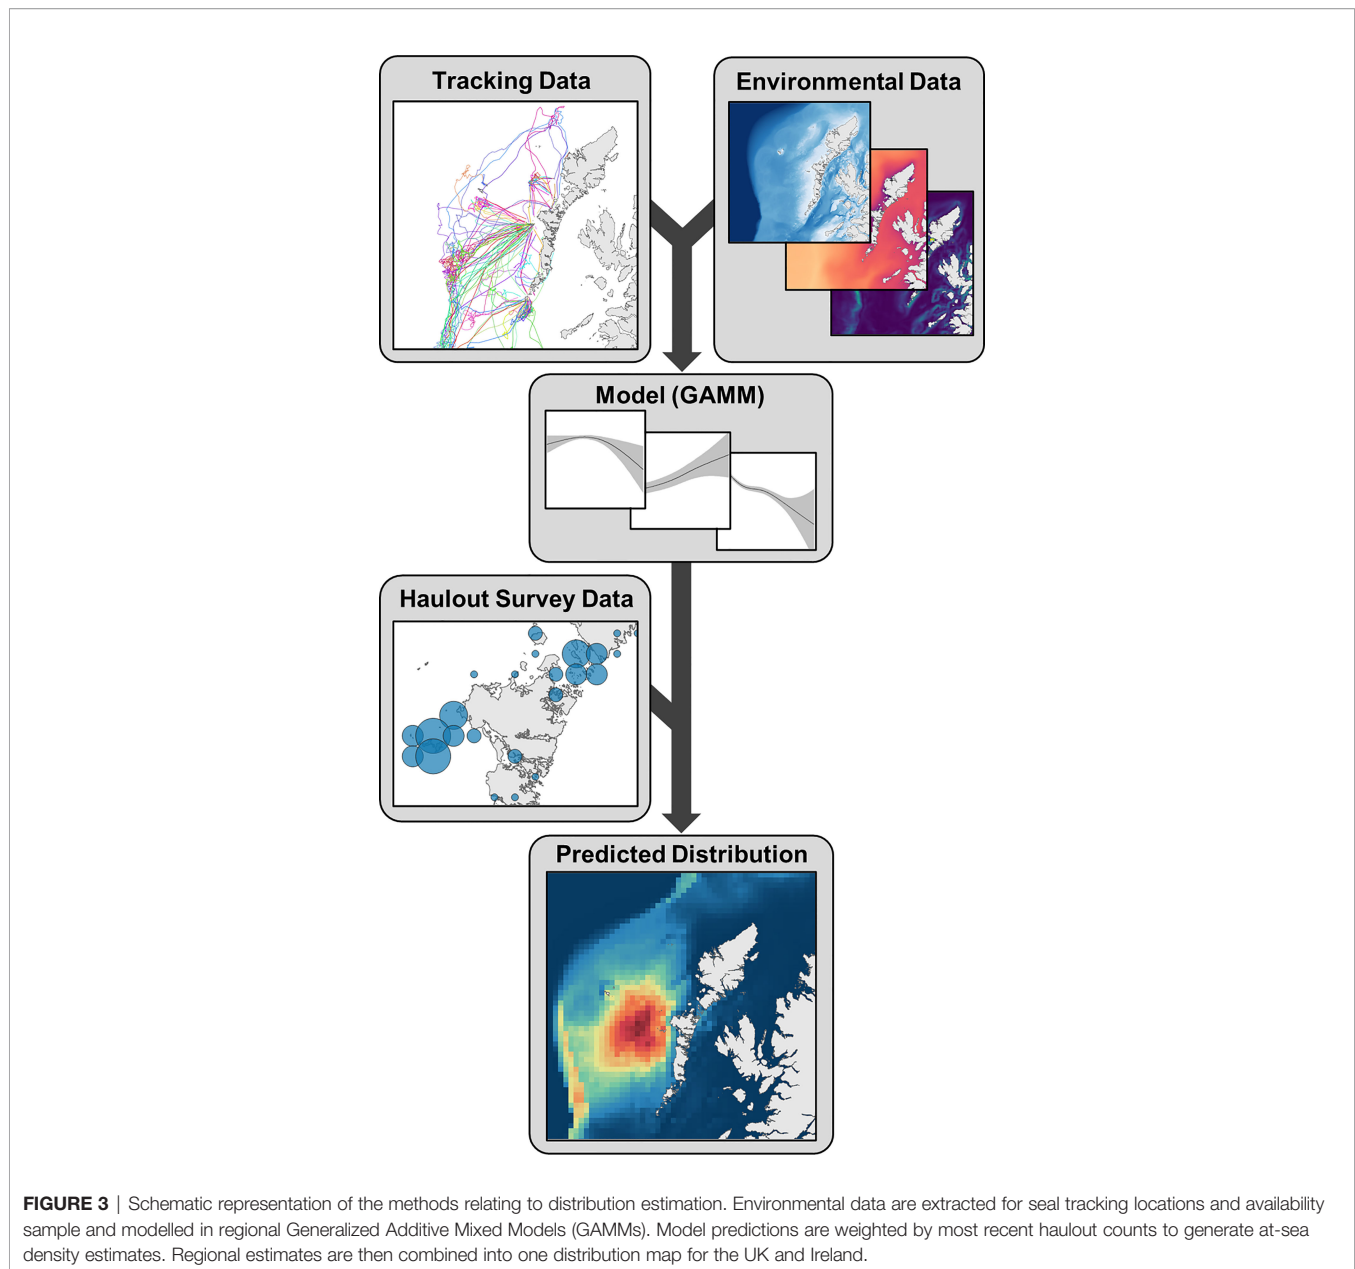 Tracking Data
Environmental Data
Model (GAMM)
Haulout Survey Data
Predicted Distribution
FIGURE 3 | Schematic representation of the methods relating to distribution estimation. Environmental data are extracted for seal tracking locations and availability
sample and modelled in regional Generalized Additive Mixed Models (GAMMs). Model predictions are weighted by most recent haulout counts to generate at-sea
density estimates. Regional estimates are then combined into one distribution map for the UK and Ireland.